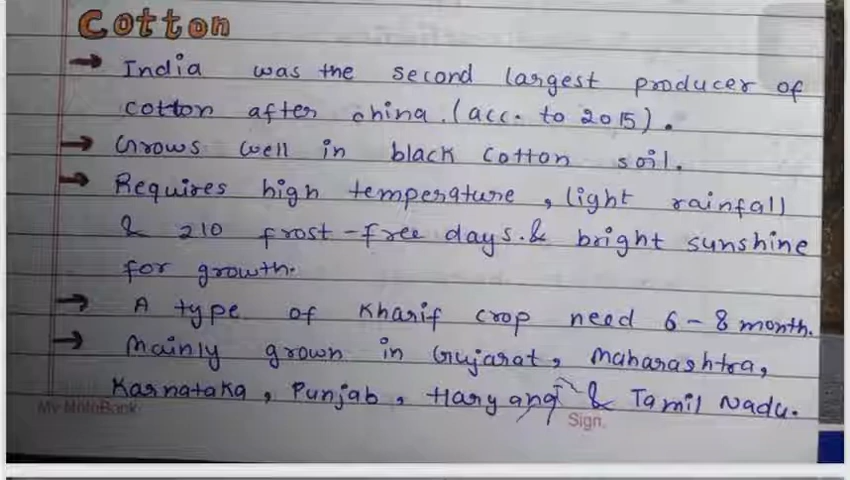 Cotton
→ India was the second largest producer of
cotton after china. (acc. to 2015).
→ Grows well in black cotton soil.
→ Requires high temperature, light rainfall
& 210 frost-free days. & bright sunshine
for growth.
→ A type of Kharif crop need 6-8 month.
→ Mainly grown in Gujarat, Maharashtra,
Karnataka, Punjab, Haryana & Tamil Nadu.
My NoteBook
Sign.